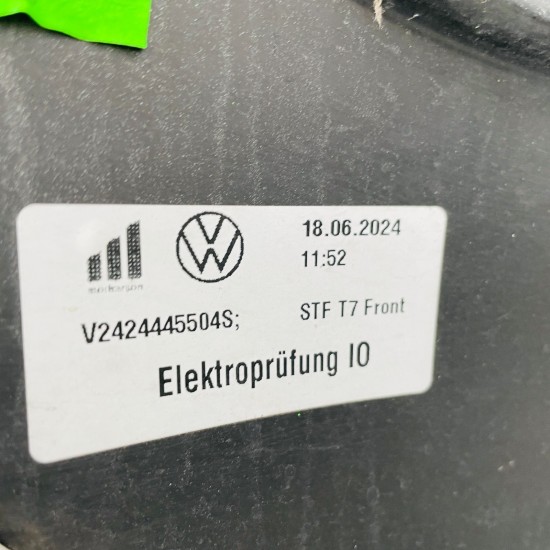 18.06.2024
11:52
V2424445504S;
STF T7 Front
Elektroprüfung IO